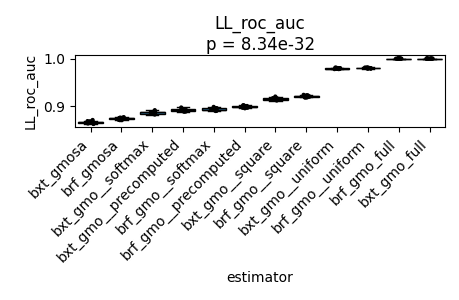 LL_roc_auc
p = 8.34e-32
LL_roc_auc
1.0
0.9
bxt_gmosa
brf_gmosa
bxt_gmo__softmax
bxt_gmo__precomputed
brf_gmo__softmax
brf_gmo__precomputed
bxt_gmo__square
brf_gmo__square
bxt_gmo__uniform
brf_gmo__uniform
brf_gmo_full
bxt_gmo_full
estimator